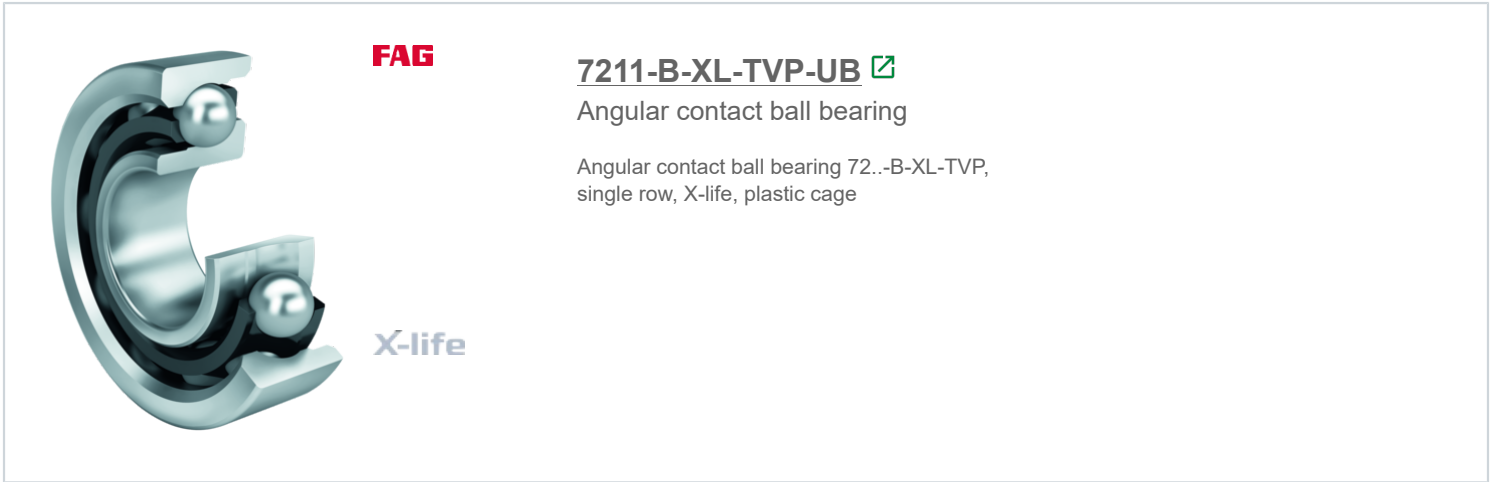 FAG
7211-B-XL-TVP-UB
Angular contact ball bearing
Angular contact ball bearing 72..-B-XL-TVP,
single row, X-life, plastic cage
X-life